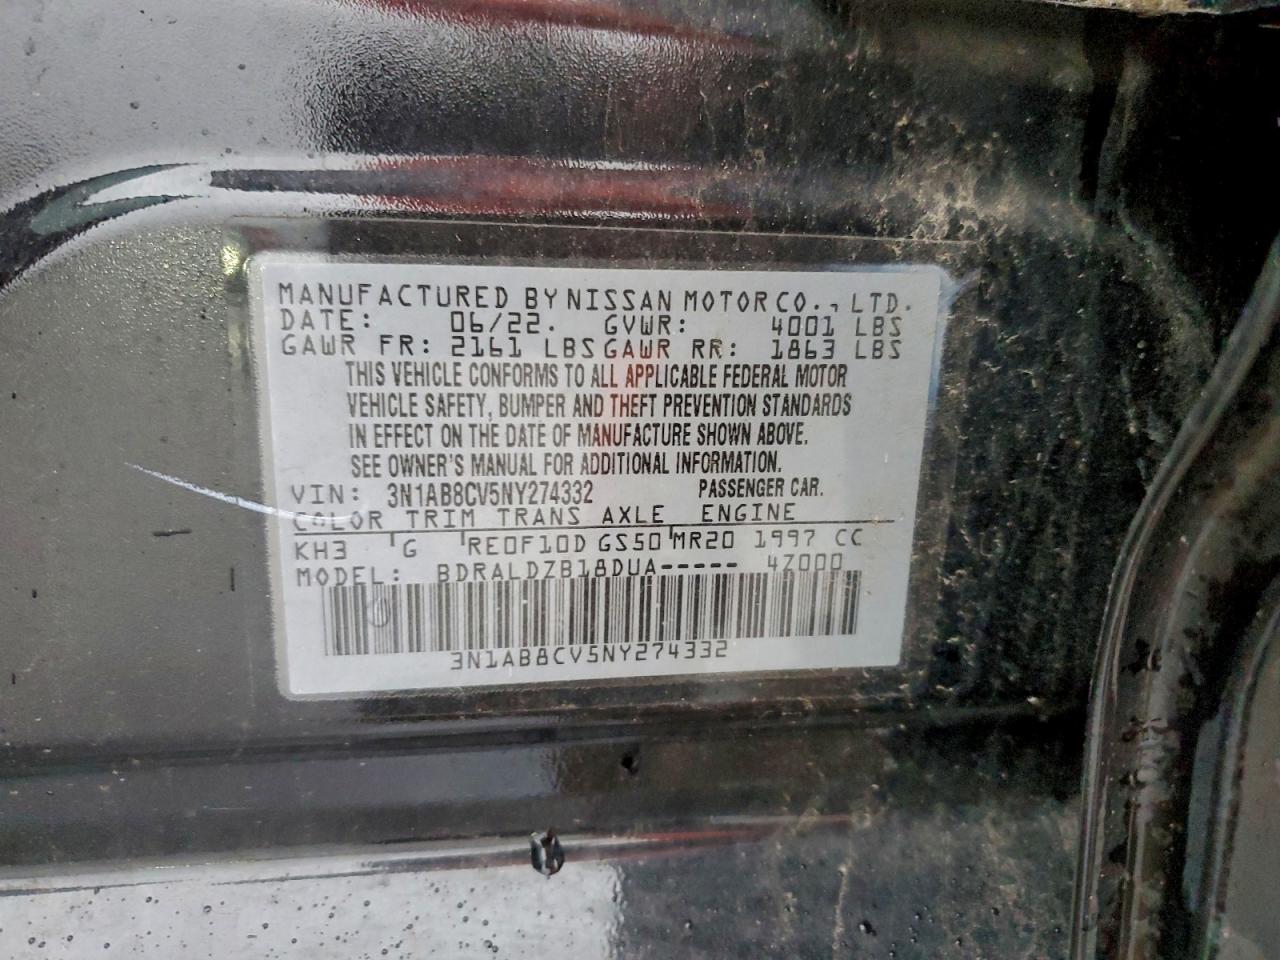 MANUFACTURED BY NISSAN MOTOR CO., LTD.
DATE: 06/22. GVWR: 4001 LBS
GAWR FR: 2161 LBS GAWR RR: 1863 LBS
THIS VEHICLE CONFORMS TO ALL APPLICABLE FEDERAL MOTOR
VEHICLE SAFETY, BUMPER AND THEFT PREVENTION STANDARDS
IN EFFECT ON THE DATE OF MANUFACTURE SHOWN ABOVE.
SEE OWNER'S MANUAL FOR ADDITIONAL INFORMATION.
VIN: 3N1AB8CV5NY274332 PASSENGER CAR.
COLOR TRIM TRANS AXLE ENGINE
KH3 G RE0F10D GS50 MR20 1997 CC
MODEL: BDRALDZB18DUA----- 4Z000
3N1AB8CV5NY274332